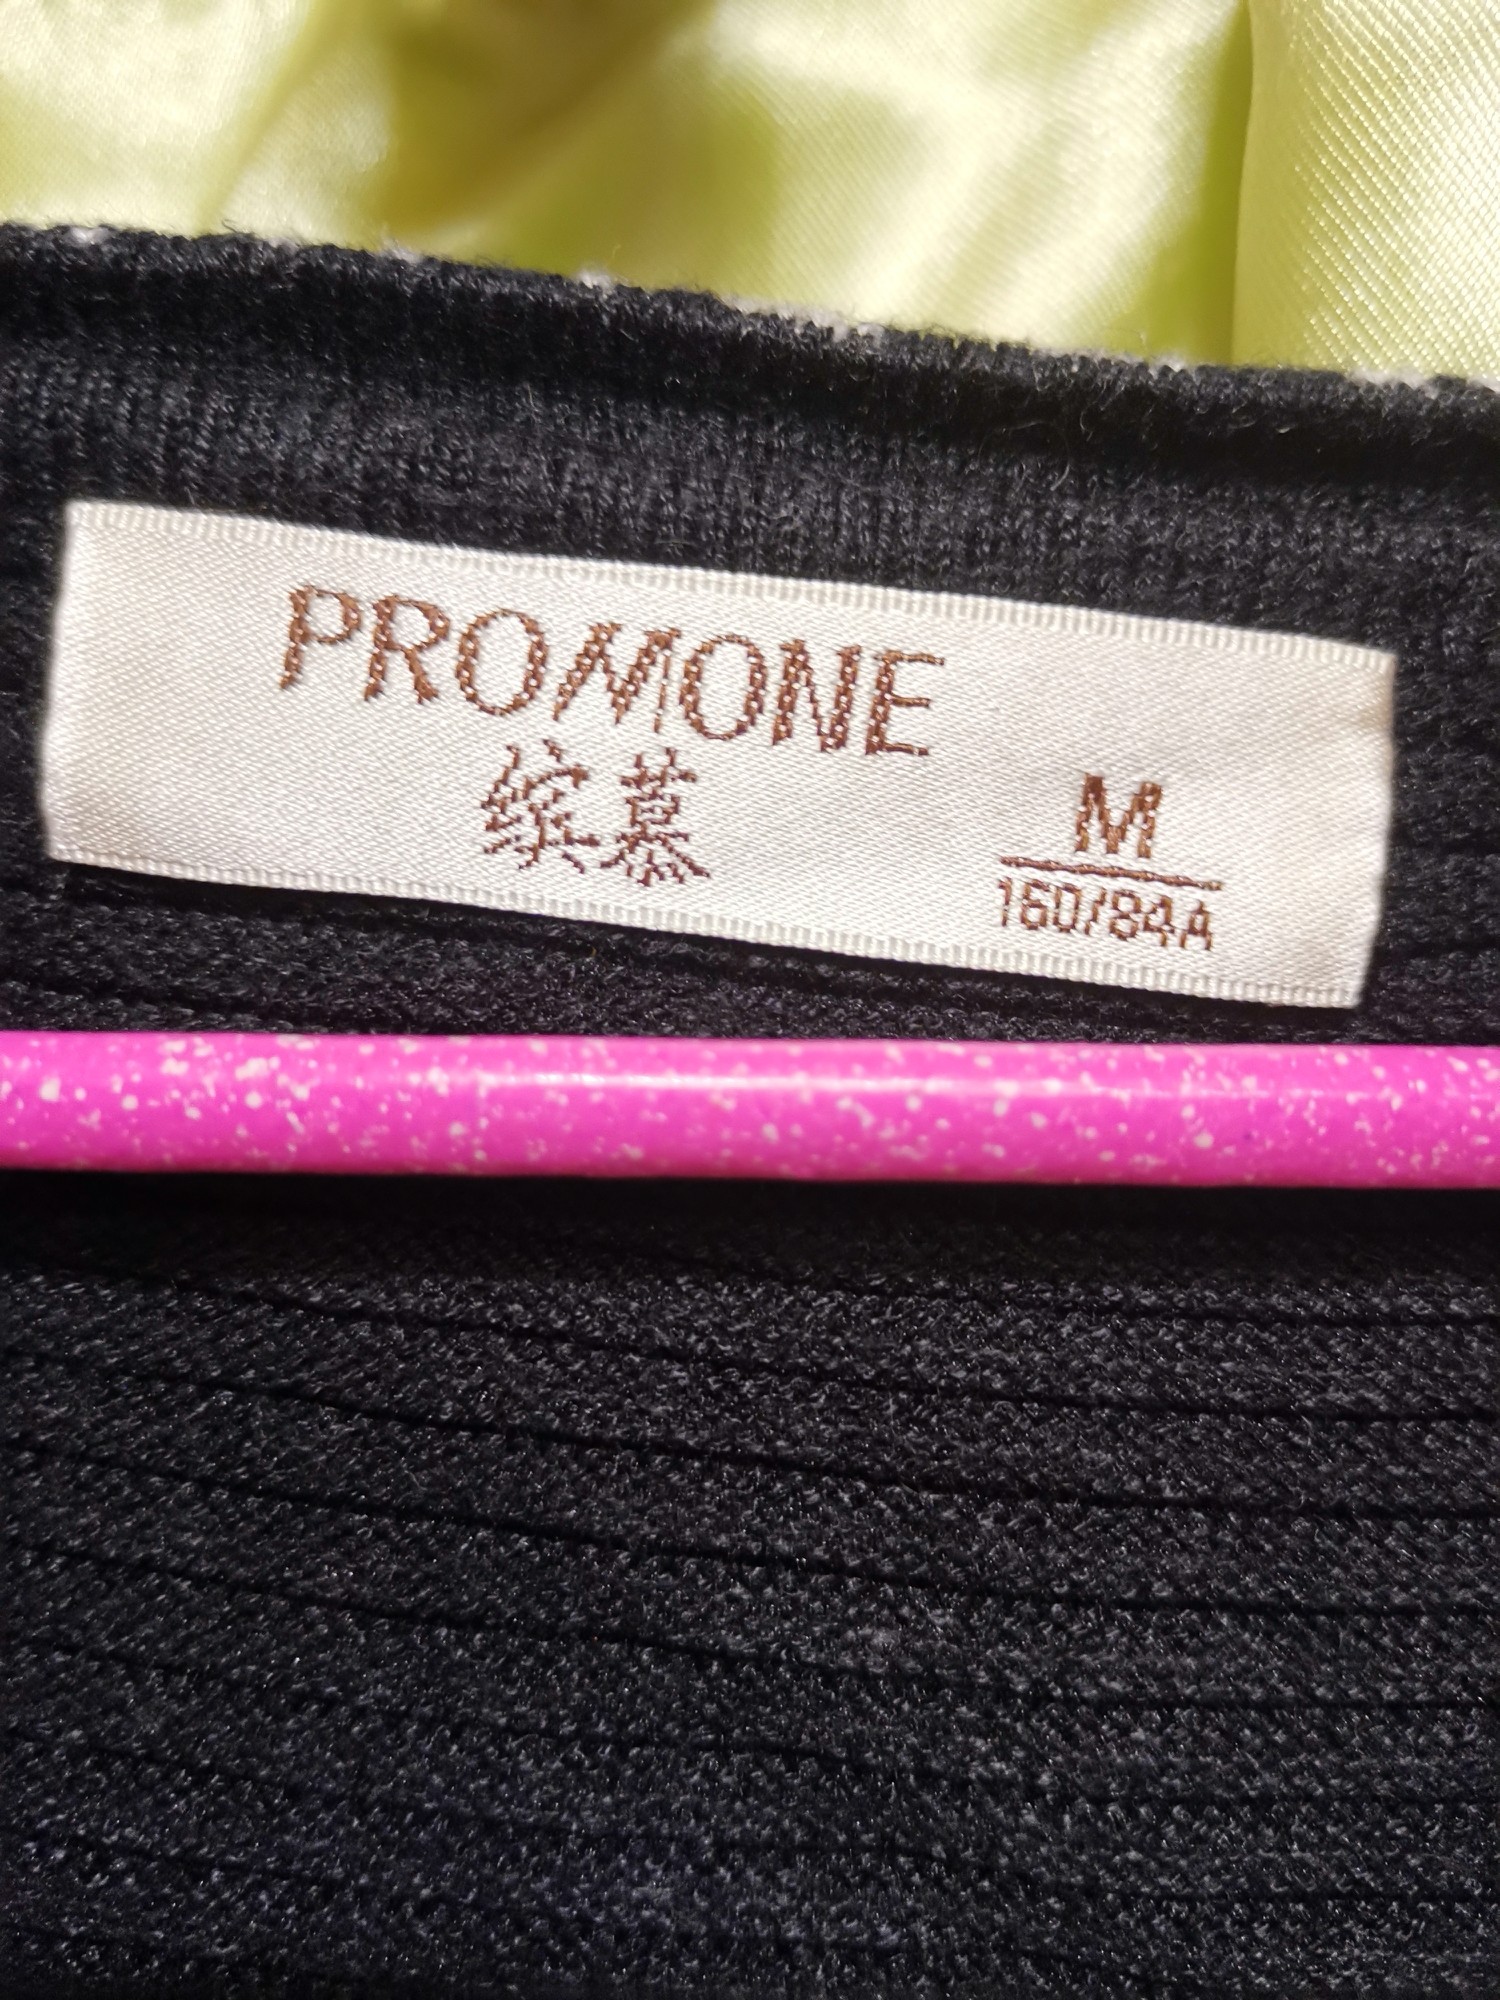 PROMONE
缤慕
M
160/84A